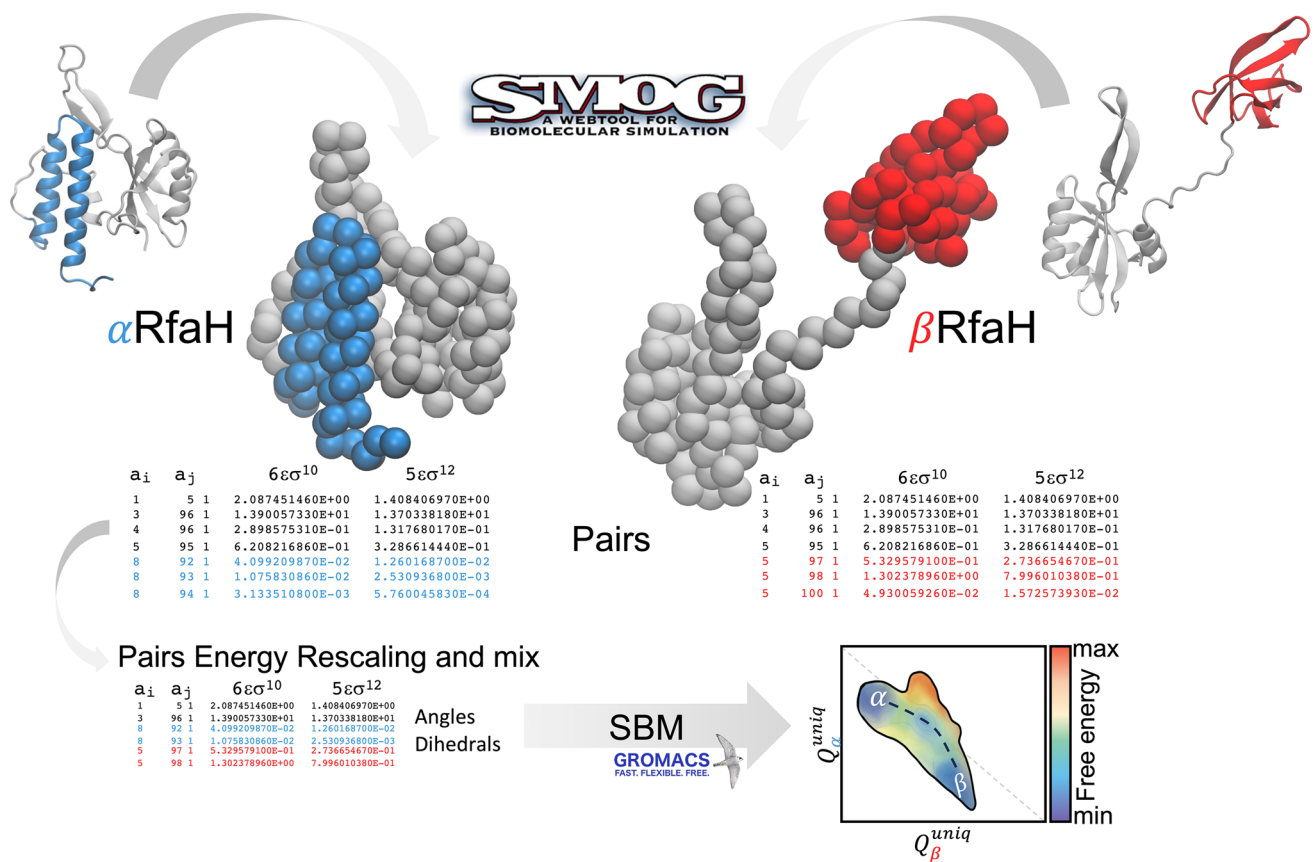 SMOG
A WEBTOOL FOR
BIOMOLECULAR SIMULATION
αRfaH
βRfaH
ai aj 6εσ10 5εσ12
1 5 1 2.087451460E+00 1.408406970E+00
3 96 1 1.390057330E+01 1.370338180E+01
4 96 1 2.898575310E-01 1.317680170E-01
5 95 1 6.208216860E-01 3.286614440E-01
8 92 1 4.099209870E-02 1.260168700E-02
8 93 1 1.075830860E-02 2.530936800E-03
8 94 1 3.133510800E-03 5.760045830E-04
Pairs
ai aj 6εσ10 5εσ12
1 5 1 2.087451460E+00 1.408406970E+00
3 96 1 1.390057330E+01 1.370338180E+01
4 96 1 2.898575310E-01 1.317680170E-01
5 95 1 6.208216860E-01 3.286614440E-01
5 97 1 5.329579100E-01 2.736654670E-01
5 98 1 1.302378960E+00 7.996010380E-01
5 100 1 4.930059260E-02 1.572573930E-02
Pairs Energy Rescaling and mix
ai aj 6εσ10 5εσ12
1 5 1 2.087451460E+00 1.408406970E+00
3 96 1 1.390057330E+01 1.370338180E+01
8 92 1 4.099209870E-02 1.260168700E-02
8 93 1 1.075830860E-02 2.530936800E-03
5 97 1 5.329579100E-01 2.736654670E-01
5 98 1 1.302378960E+00 7.996010380E-01
Angles
Dihedrals
SBM
GROMACS
FAST. FLEXIBLE. FREE.
Qαuniq
α
β
Qβuniq
max
Free energy
min